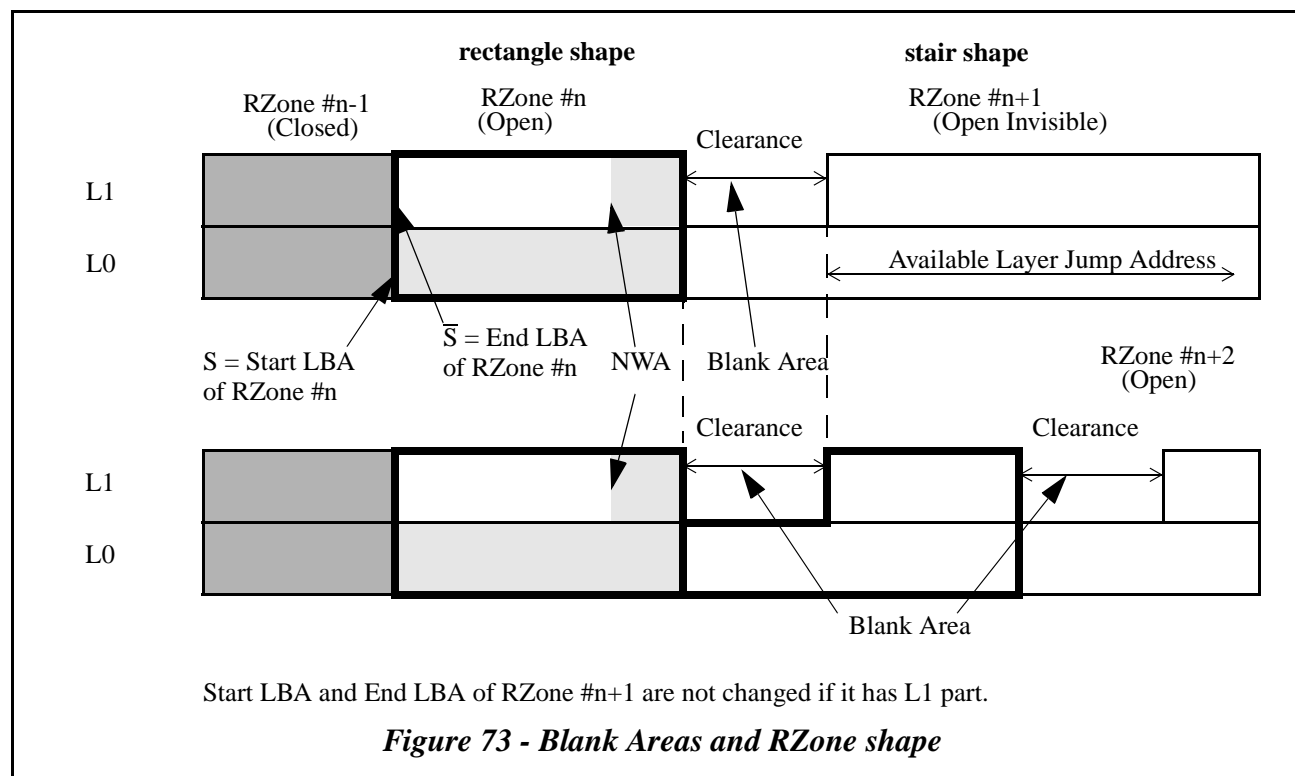 rectangle shape
stair shape
RZone #n-1
(Closed)
RZone #n
(Open)
RZone #n+1
(Open Invisible)
Clearance
L1
L0
Available Layer Jump Address
S = Start LBA
of RZone #n
S̅ = End LBA
of RZone #n
NWA
Blank Area
RZone #n+2
(Open)
Clearance
Clearance
L1
L0
Blank Area
Start LBA and End LBA of RZone #n+1 are not changed if it has L1 part.
Figure 73 - Blank Areas and RZone shape